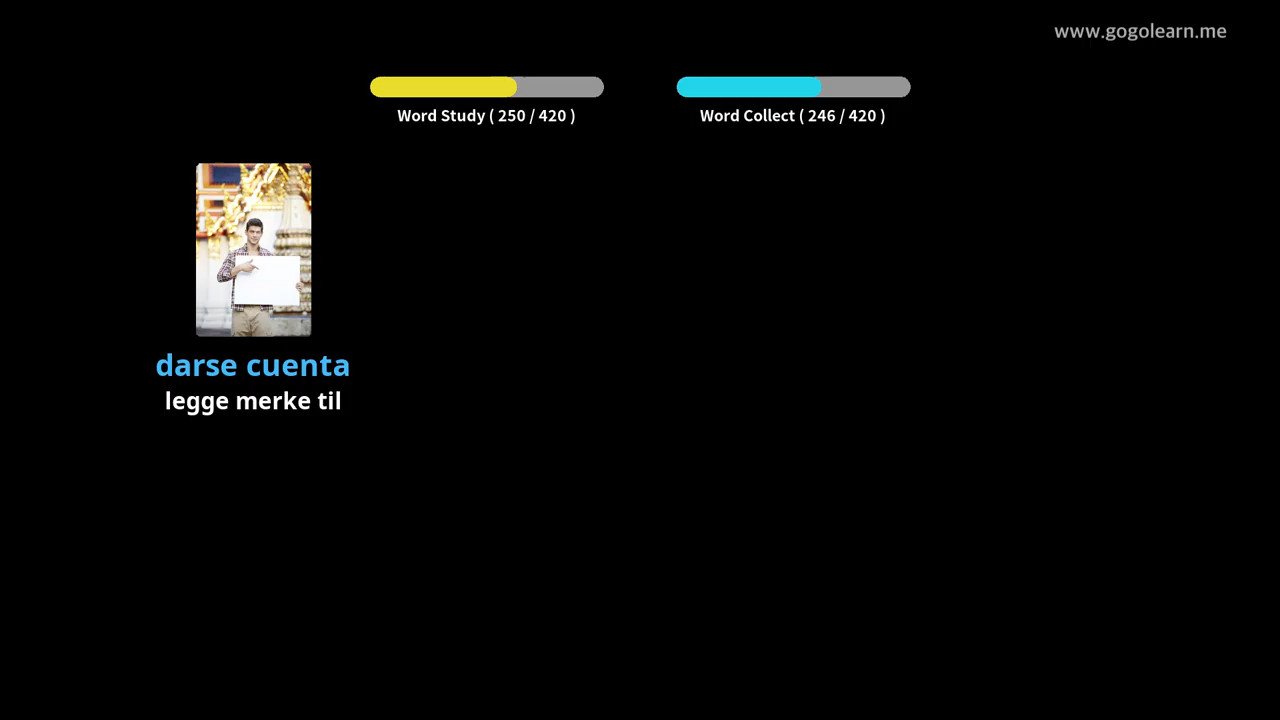 www.gogolearn.me
Word Study ( 250 / 420 )
Word Collect ( 246 / 420 )
darse cuenta
legge merke til